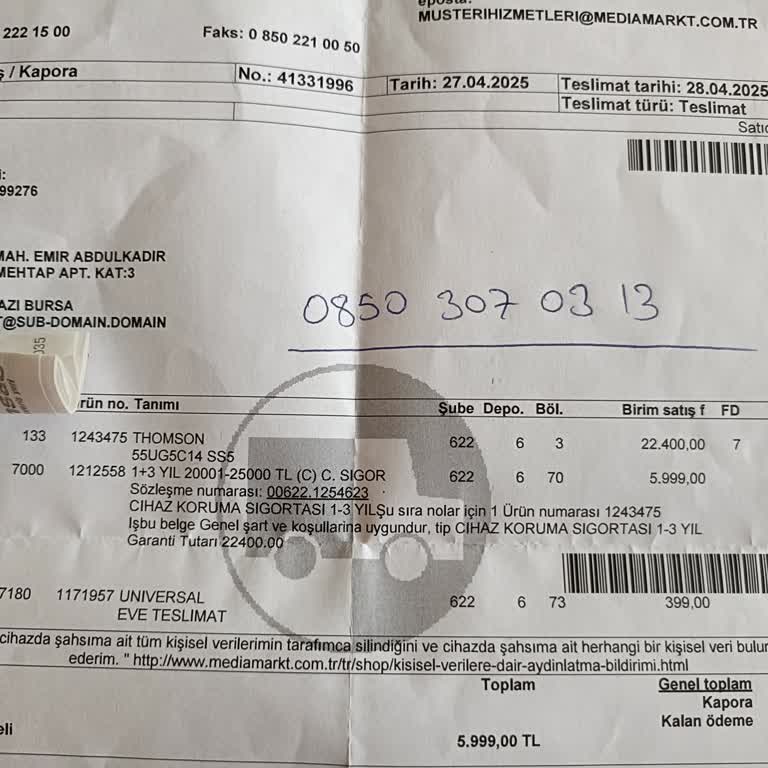 eposta:
222 15 00 Faks: 0 850 221 00 50 MUSTERIHIZMETLERI@MEDIAMARKT.COM.TR
/ Kapora No.: 41331996 Tarih: 27.04.2025 Teslimat tarihi: 28.04.2025
Teslimat türü: Teslimat
Satıc
99276
MAH. EMIR ABDULKADIR
MEHTAP APT. KAT:3
0850 307 03 13
AZI BURSA
@SUB-DOMAIN.DOMAIN
035
rün no. Tanımı Şube Depo. Böl. Birim satış f FD
133 1243475 THOMSON 622 6 3 22.400,00 7
55UG5C14 SS5
7000 1212558 1+3 YIL 20001-25000 TL (C) C. SIGOR 622 6 70 5.999,00
Sözleşme numarası: 00622.1254623
CIHAZ KORUMA SIGORTASI 1-3 YILŞu sıra nolar için 1 Ürün numarası 1243475
Işbu belge Genel şart ve koşullarina uygundur, tip CIHAZ KORUMA SIGORTASI 1-3 YIL
Garanti Tutarı 22400.00
7180 1171957 UNIVERSAL 622 6 73 399,00
EVE TESLIMAT
cihazda şahsıma ait tüm kişisel verilerimin tarafımca silindiğini ve cihazda şahsıma ait herhangi bir kişisel veri bulun
ederim. " http://www.mediamarkt.com.tr/tr/shop/kisisel-verilere-dair-aydinlatma-bildirimi.html
Toplam Genel toplam
Kapora
Kalan ödeme
eli
5.999,00 TL